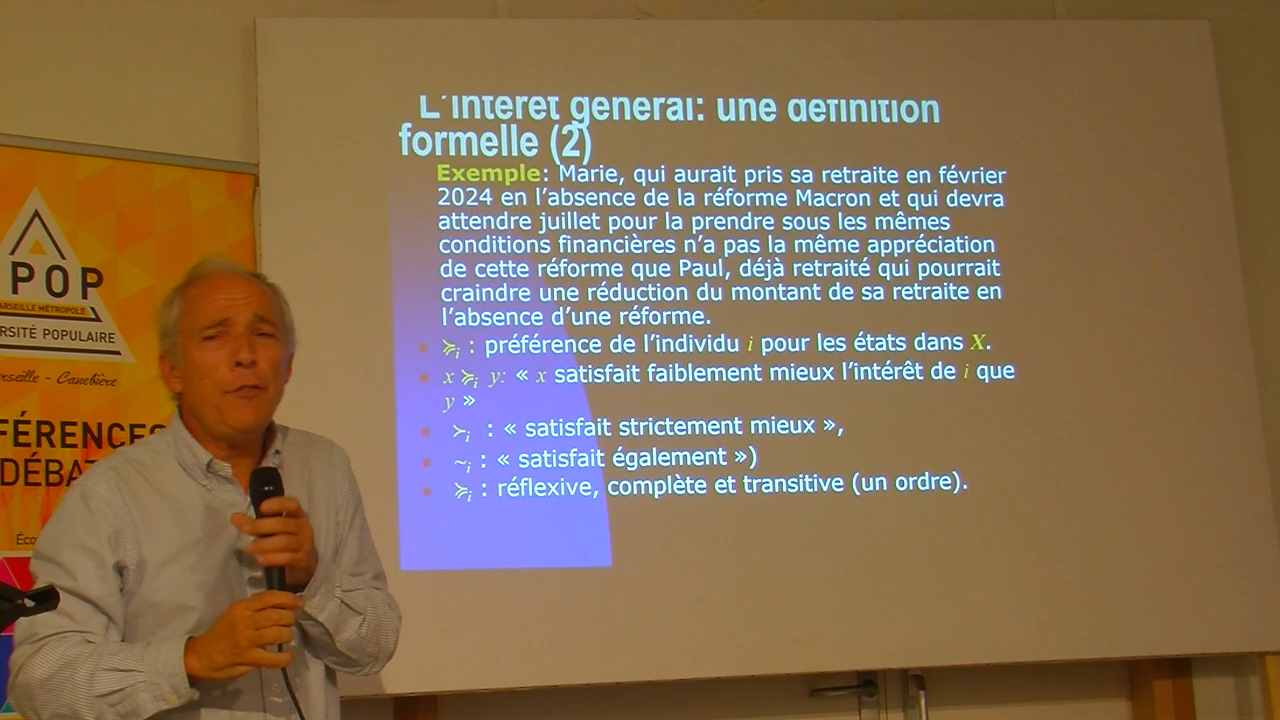 L'intérêt général: une définition
formelle (2)
Exemple: Marie, qui aurait pris sa retraite en février
2024 en l'absence de la réforme Macron et qui devra
attendre juillet pour la prendre sous les mêmes
conditions financières n'a pas la même appréciation
de cette réforme que Paul, déjà retraité qui pourrait
craindre une réduction du montant de sa retraite en
l'absence d'une réforme.
≽i : préférence de l'individu i pour les états dans X.
x ≽i y: « x satisfait faiblement mieux l'intérêt de i que
y »
≻i : « satisfait strictement mieux »,
~i : « satisfait également »)
≽i : réflexive, complète et transitive (un ordre).
POP
ARSEILLE MÉTROPOLE
ERSITÉ POPULAIRE
rseille - Canebière
FÉRENCES
DÉBA
Éco